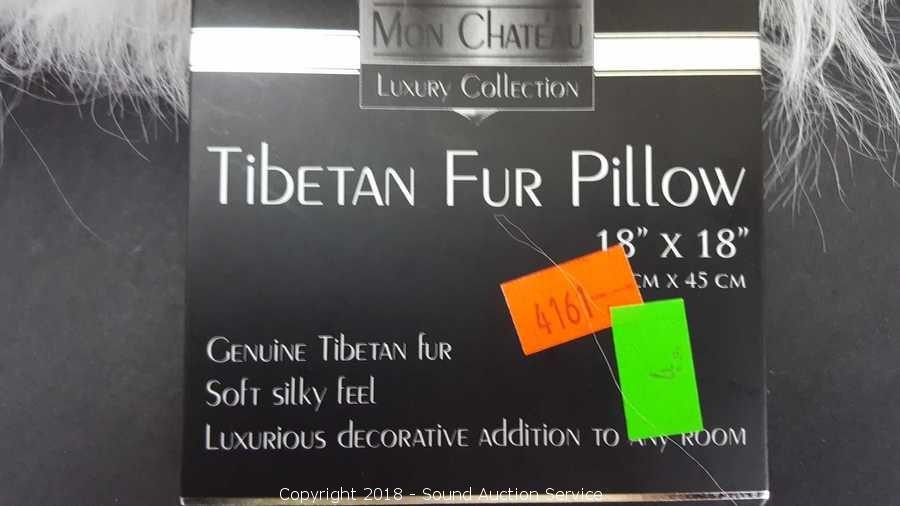 Mon Chateau
Luxury Collection
Tibetan Fur Pillow
18" x 18"
cm x 45 cm
4161
Genuine Tibetan fur
Soft silky feel
Luxurious decorative addition to any room
Copyright 2018 - Sound Auction Service